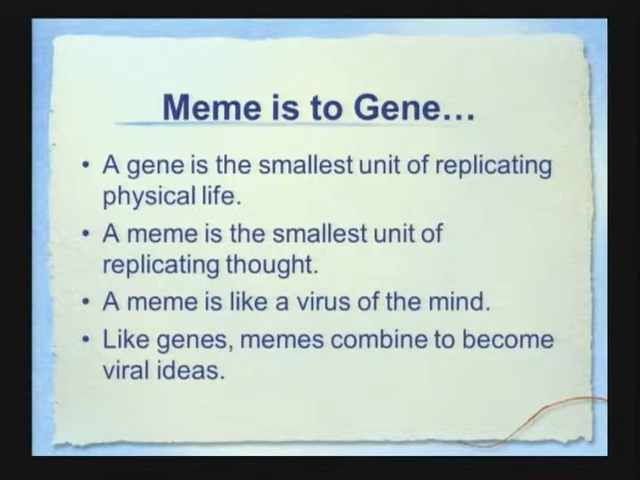 Meme is to Gene...
• A gene is the smallest unit of replicating
physical life.
• A meme is the smallest unit of
replicating thought.
• A meme is like a virus of the mind.
• Like genes, memes combine to become
viral ideas.